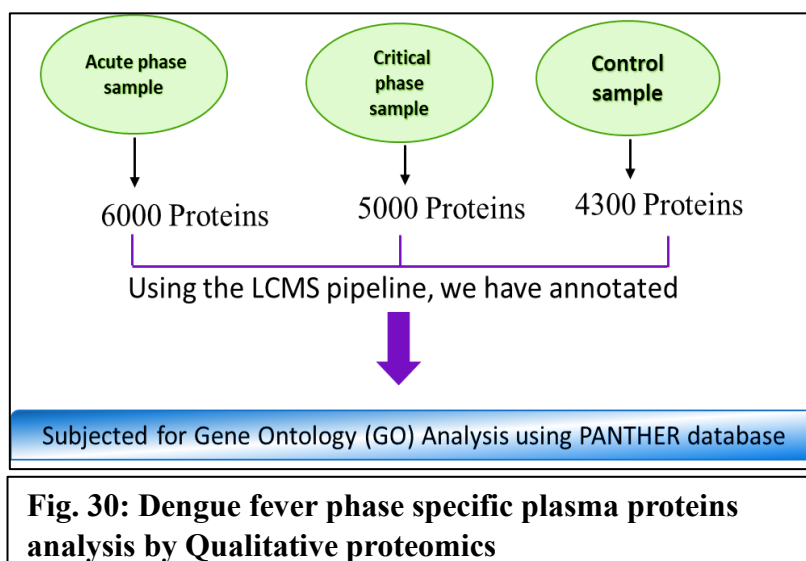 Acute phase
sample
Critical
phase
sample
Control
sample
6000 Proteins
5000 Proteins
4300 Proteins
Using the LCMS pipeline, we have annotated
Subjected for Gene Ontology (GO) Analysis using PANTHER database
Fig. 30: Dengue fever phase specific plasma proteins
analysis by Qualitative proteomics